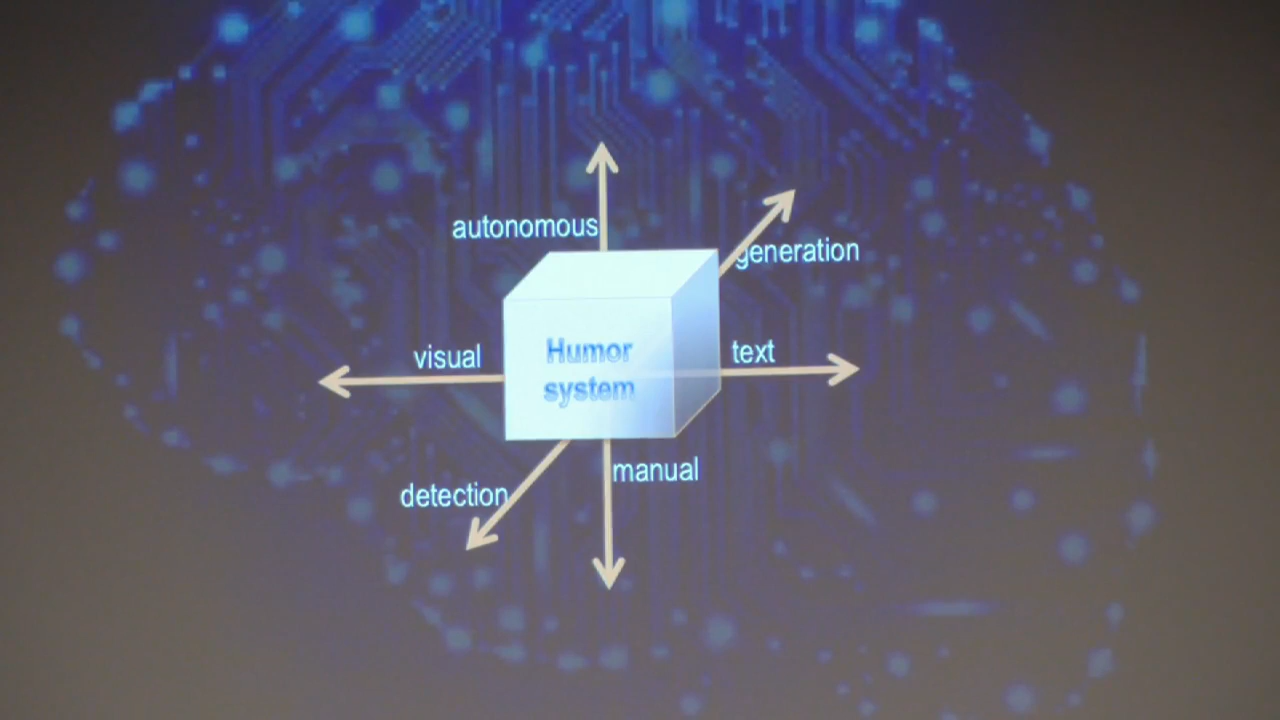 autonomous
generation
visual
Humor
system
text
detection
manual